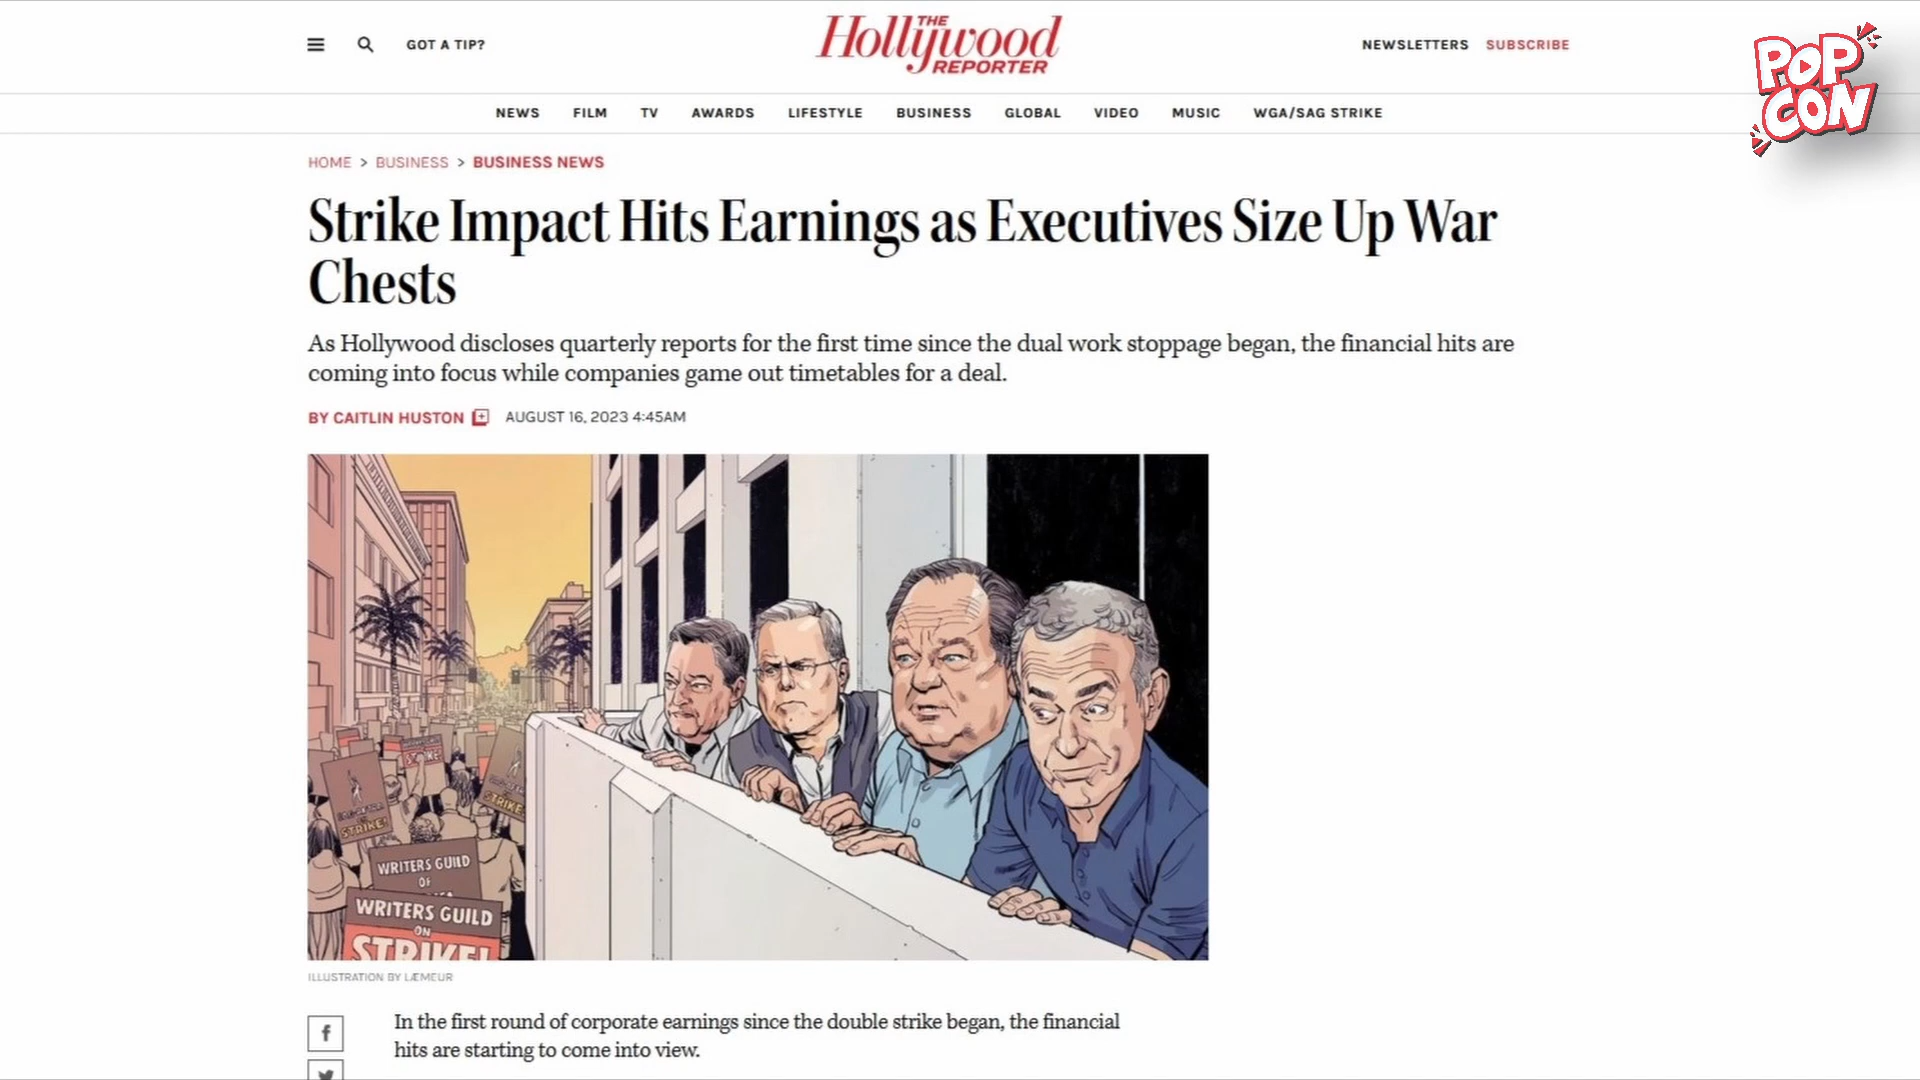 GOT A TIP?
THE
Hollywood
REPORTER
NEWSLETTERS SUBSCRIBE
POP
CON
NEWS FILM TV AWARDS LIFESTYLE BUSINESS GLOBAL VIDEO MUSIC WGA/SAG STRIKE
HOME > BUSINESS > BUSINESS NEWS
Strike Impact Hits Earnings as Executives Size Up War
Chests
As Hollywood discloses quarterly reports for the first time since the dual work stoppage began, the financial hits are
coming into focus while companies game out timetables for a deal.
BY CAITLIN HUSTON AUGUST 16, 2023 4:45AM
STRIKE!
STRIKE!
WRITERS GUILD
OF
WRITERS GUILD
ON
STRIKE!
ILLUSTRATION BY LÆMEUR
In the first round of corporate earnings since the double strike began, the financial
hits are starting to come into view.